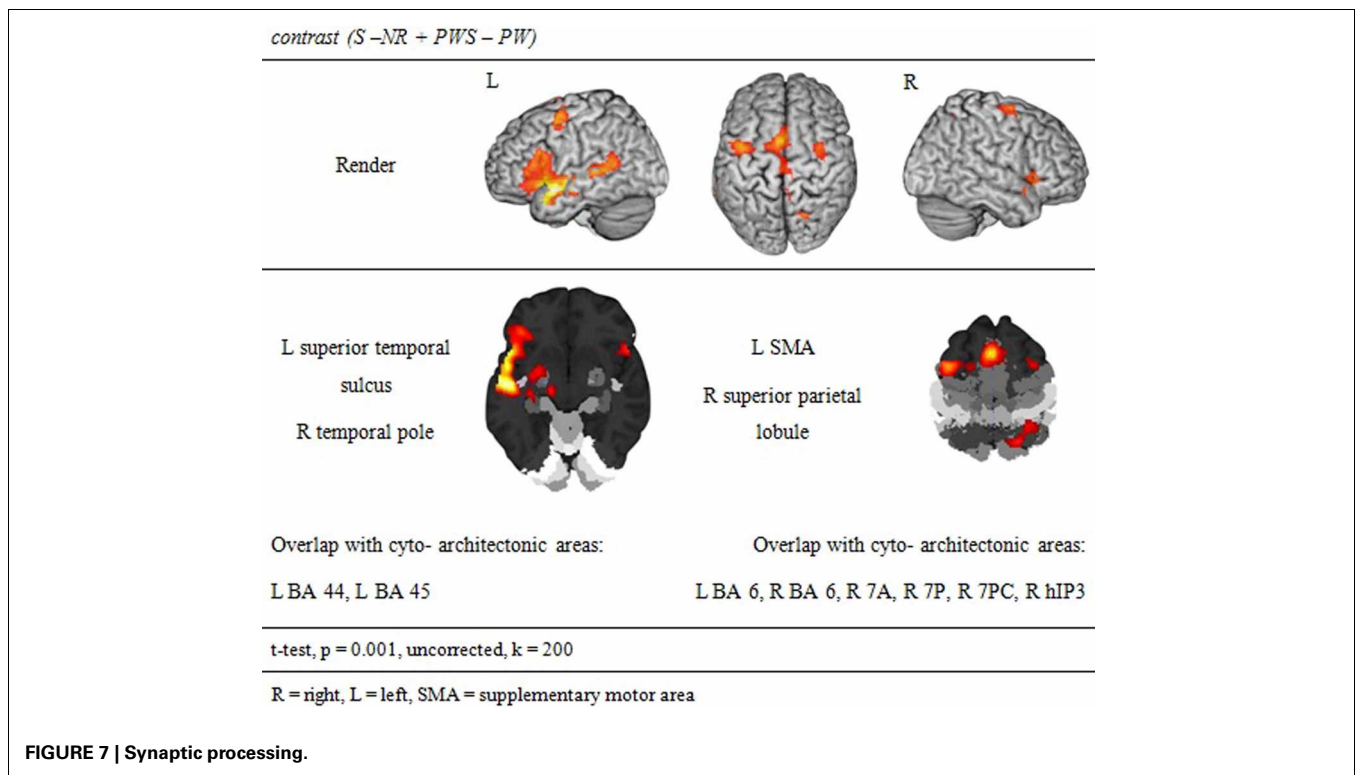 contrast (S –NR + PWS – PW)
L
R
Render
L superior temporal
sulcus
R temporal pole
L SMA
R superior parietal
lobule
Overlap with cyto- architectonic areas:
L BA 44, L BA 45
Overlap with cyto- architectonic areas:
L BA 6, R BA 6, R 7A, R 7P, R 7PC, R hIP3
t-test, p = 0.001, uncorrected, k = 200
R = right, L = left, SMA = supplementary motor area
FIGURE 7 | Synaptic processing.